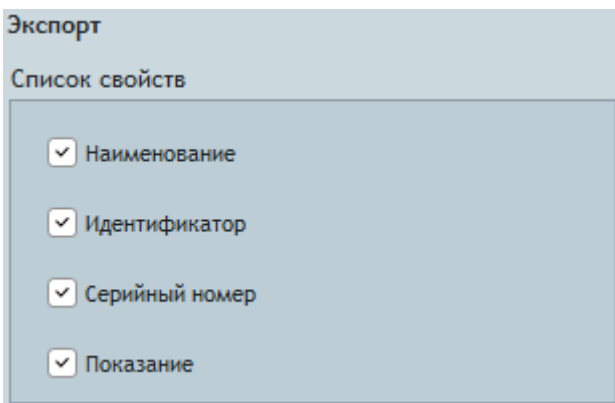 Экспорт
Список свойств
Наименование
Идентификатор
Серийный номер
Показание